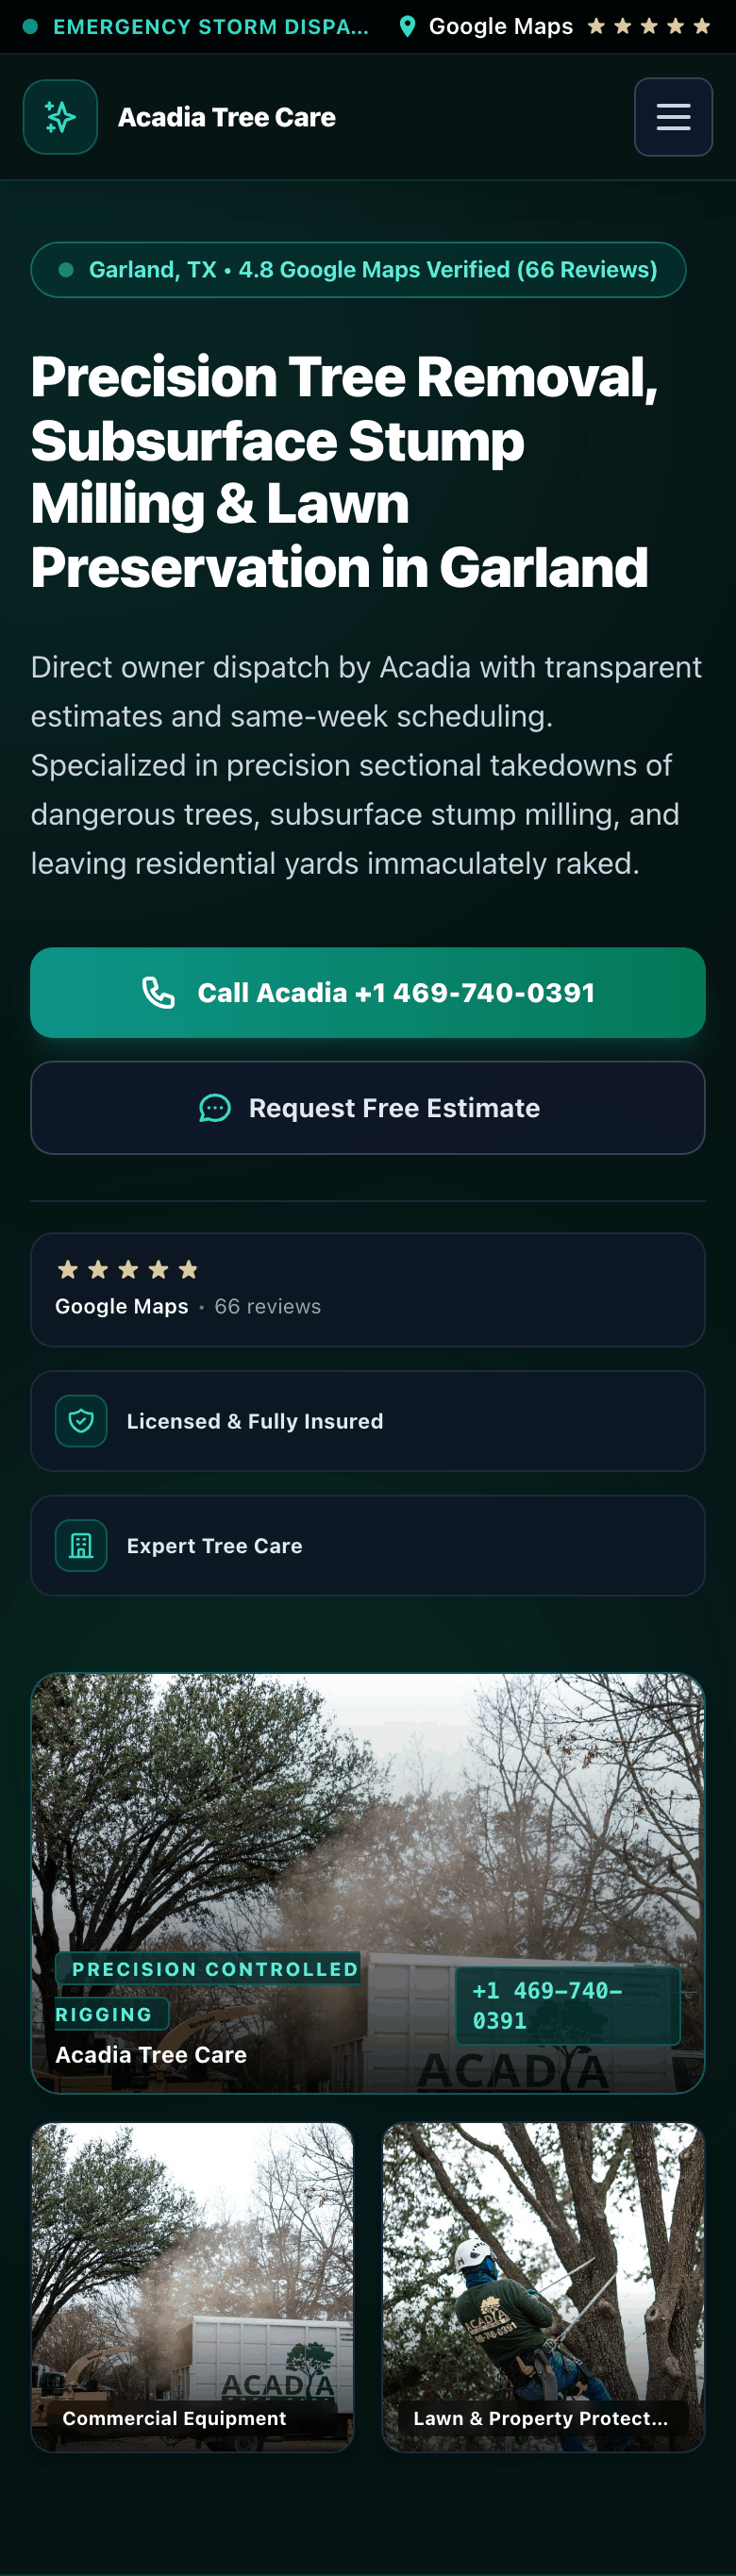 EMERGENCY STORM DISPA...
Google Maps
Acadia Tree Care
Garland, TX • 4.8 Google Maps Verified (66 Reviews)
Precision Tree Removal,
Subsurface Stump
Milling & Lawn
Preservation in Garland
Direct owner dispatch by Acadia with transparent
estimates and same-week scheduling.
Specialized in precision sectional takedowns of
dangerous trees, subsurface stump milling, and
leaving residential yards immaculately raked.
Call Acadia +1 469-740-0391
Request Free Estimate
Google Maps • 66 reviews
Licensed & Fully Insured
Expert Tree Care
PRECISION CONTROLLED
RIGGING
Acadia Tree Care
+1 469-740-
0391
Vermeer
ACADIA
Vermeer
ACADIA
Commercial Equipment
ACADIA
Lawn & Property Protect...